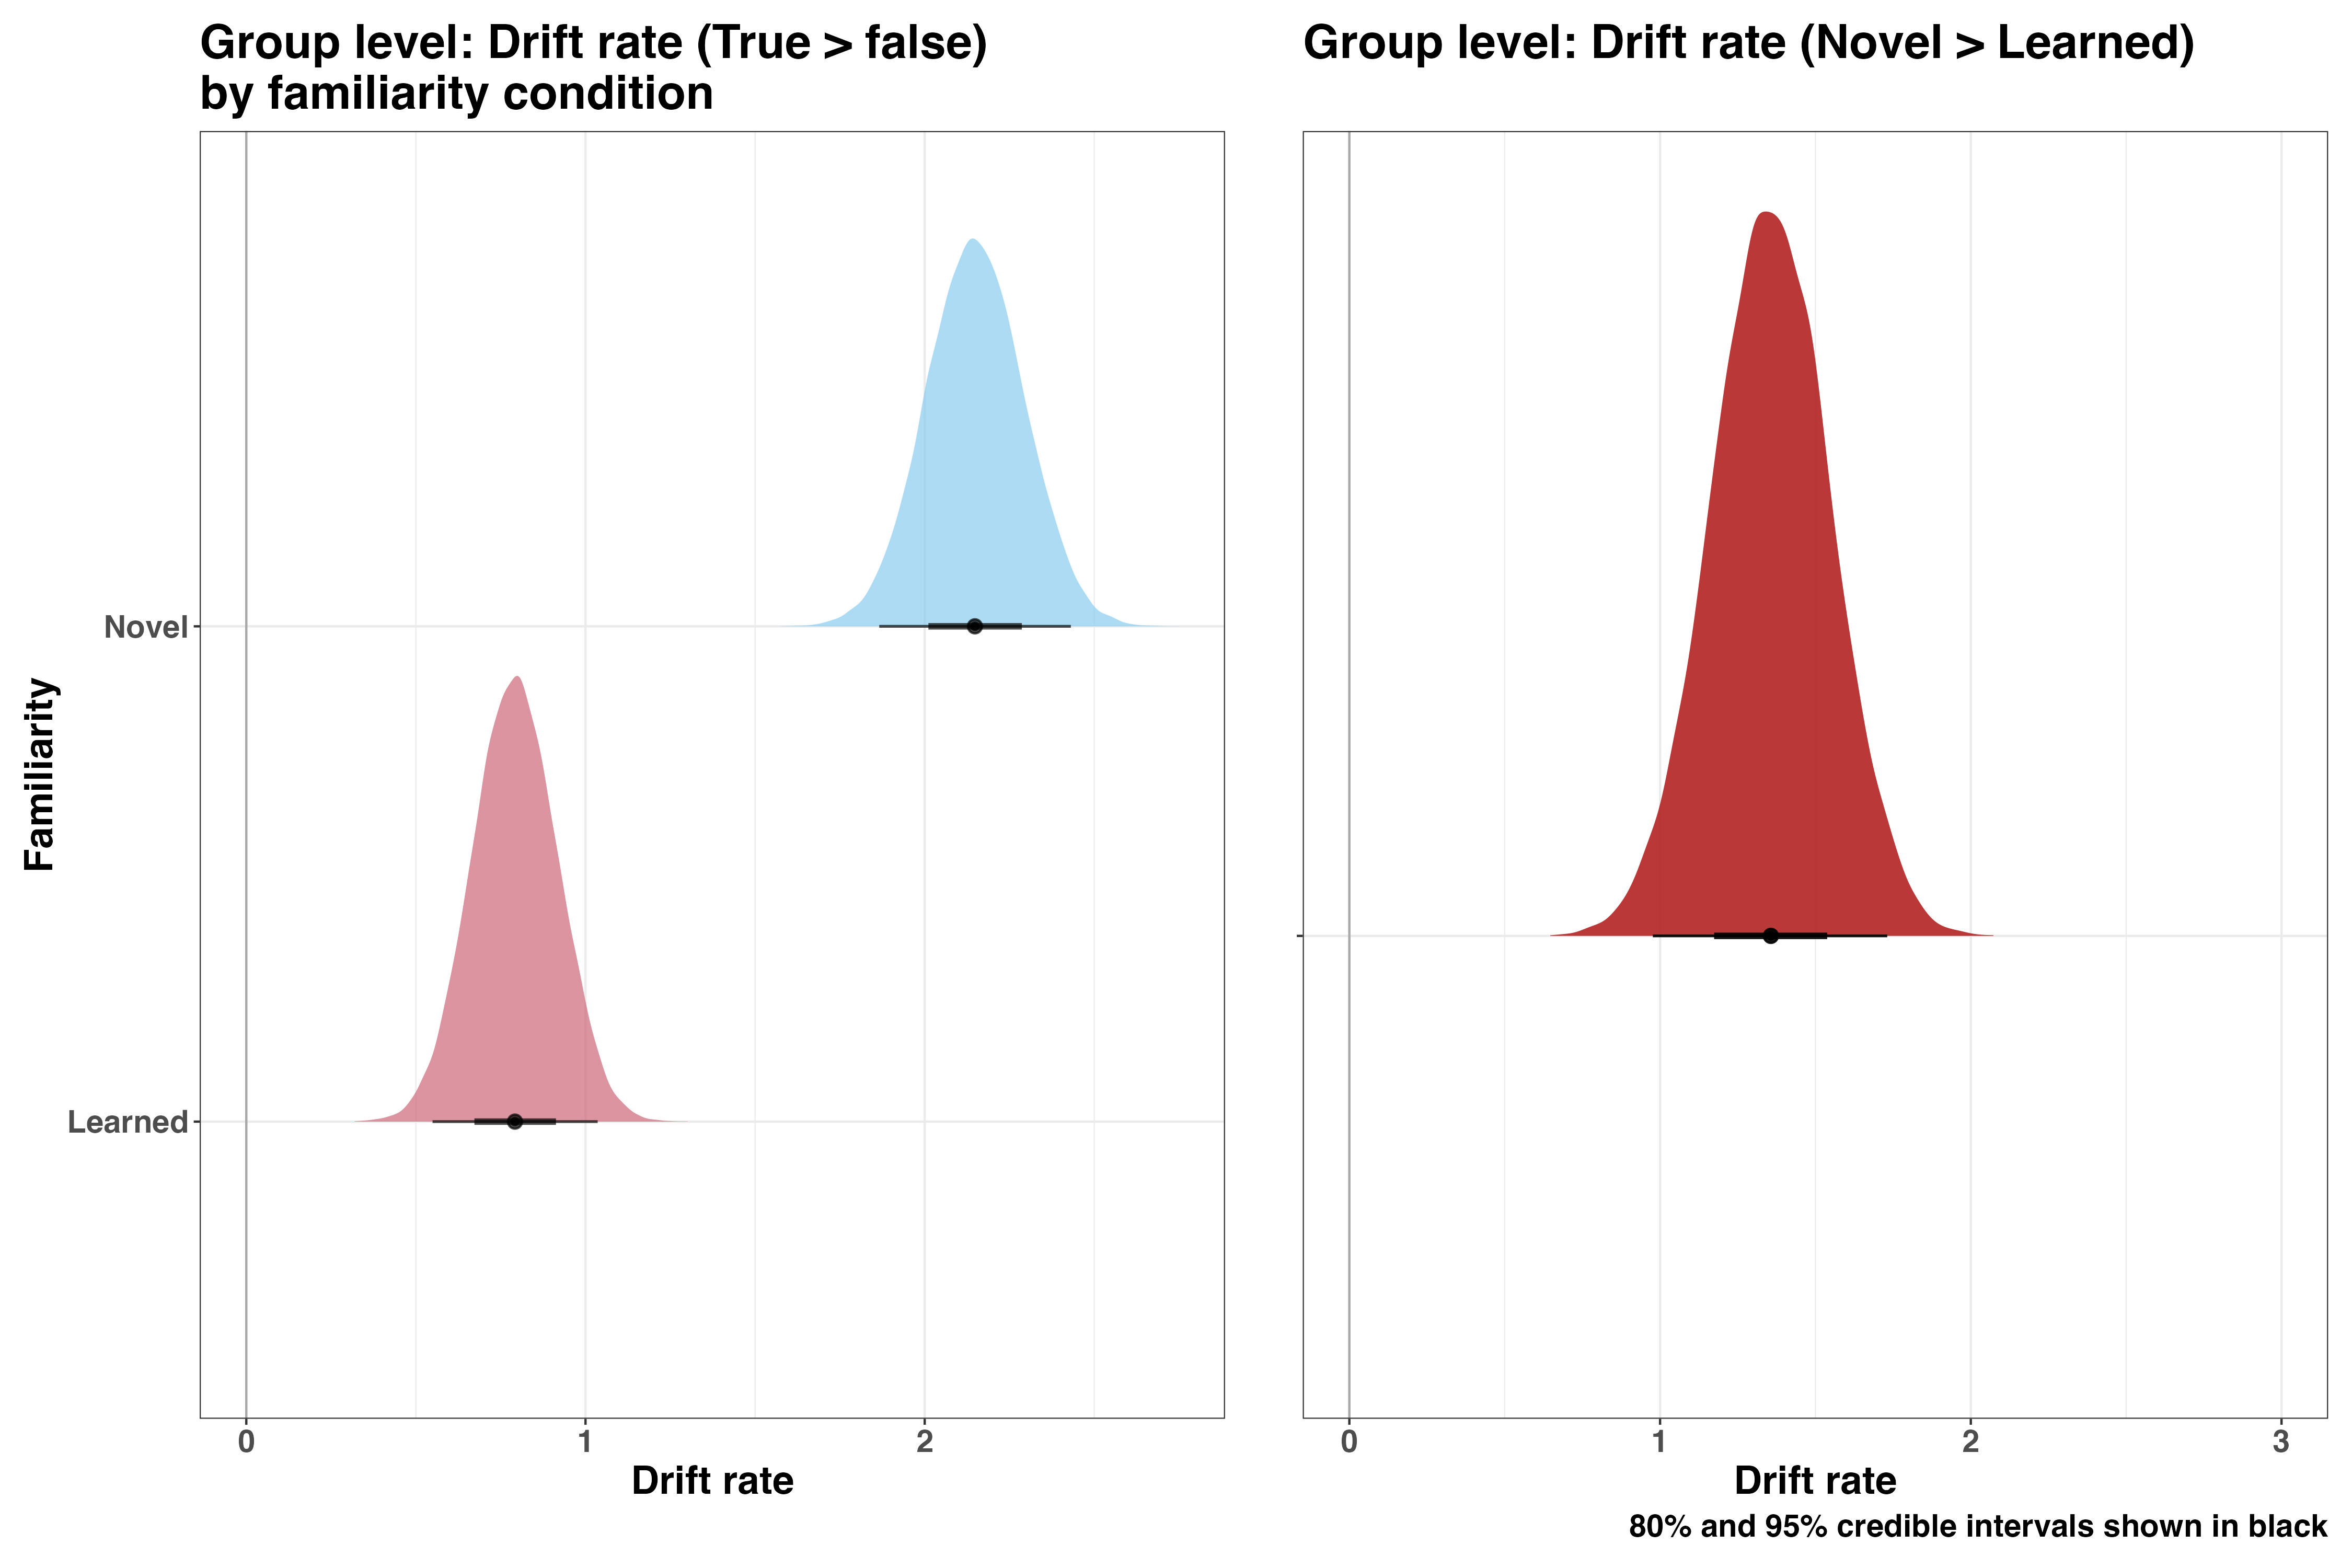 Group level: Drift rate (True > false)
by familiarity condition
Familiarity
Novel
Learned
0
1
2
Drift rate
Group level: Drift rate (Novel > Learned)
0
1
2
3
Drift rate
80% and 95% credible intervals shown in black